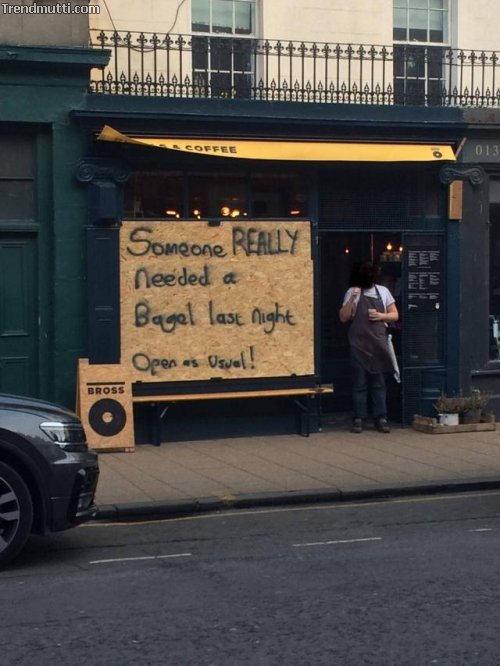 Trendmutti.com
& COFFEE
013
Someone REALLY
needed a
Bagel last night
Open as usual!
BROSS